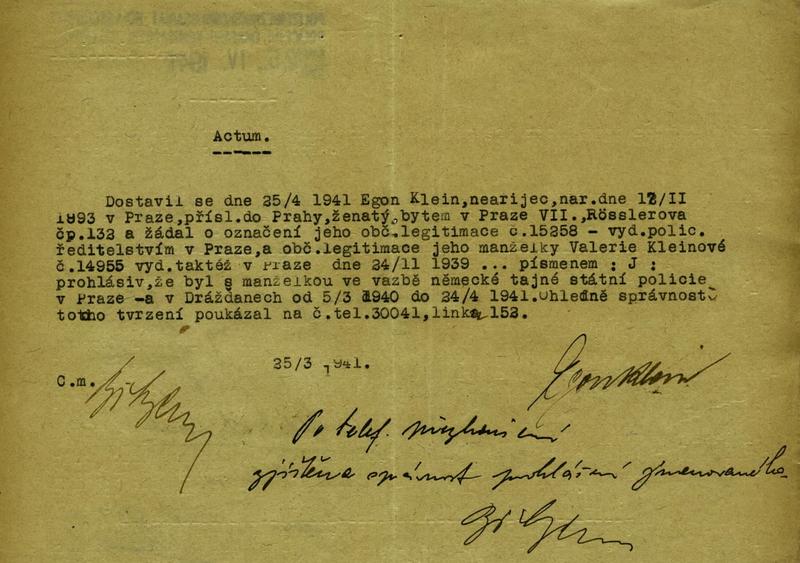 Actum.
Dostavil se dne 25/4 1941 Egon Klein,nearijec,nar.dne 12/II
1893 v Praze,přísl.do Prahy,ženatý,bytem v Praze VII.,Rösslerova
čp.132 a žádal o označení jeho obč.legitimace č.15258 - vyd.polic.
ředitelstvím v Praze,a obč.legitimace jeho manželky Valerie Kleinové
č.14955 vyd.taktéž v Praze dne 24/11 1939 ... písmenem : J :
prohlásiv,že byl s manželkou ve vazbě německé tajné státní policie
v Praze -a v Drážďanech od 5/3 1940 do 24/4 1941.Ohledně správnosti
toho tvrzení poukázal na č.tel.30041,linka 152.
25/3 1941.
C.m.
Egon Klein
Po telef.
zjištěna správnost prohlášení jmenovaného